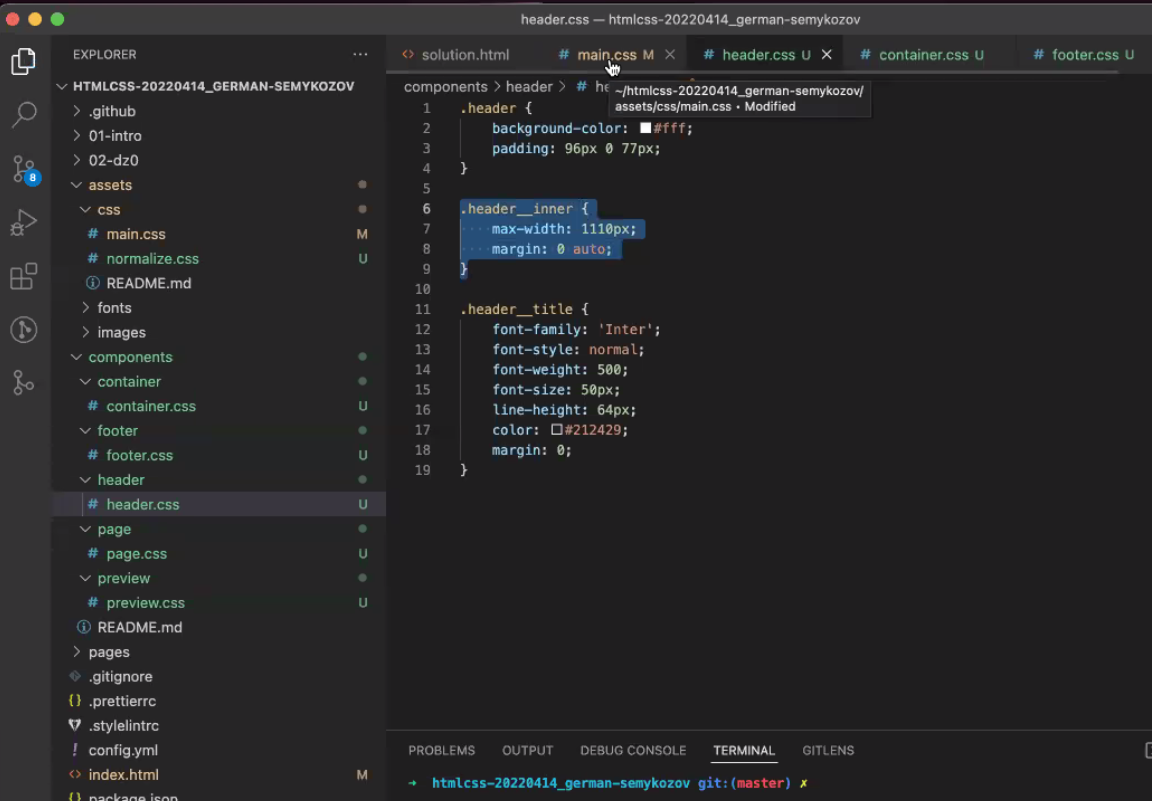 header.css — htmlcss-20220414_german-semykozov
EXPLORER ···
solution.html
# main.css M
# header.css U
# container.css U
# footer.css U
HTMLCSS-20220414_GERMAN-SEMYKOZOV
.github
01-intro
02-dz0
8
assets
css
# main.css M
# normalize.css U
README.md
fonts
images
components
container
# container.css U
footer
# footer.css U
header
# header.css U
page
# page.css U
preview
# preview.css U
README.md
pages
.gitignore
{} .prettierrc
.stylelintrc
! config.yml
<> index.html M
{} package.json
components > header > # he
~/htmlcss-20220414_german-semykozov/
assets/css/main.css • Modified
1 .header {
2 background-color: #fff;
3 padding: 96px 0 77px;
4 }
5
6 .header__inner {
7 max-width: 1110px;
8 margin: 0 auto;
9 }
10
11 .header__title {
12 font-family: 'Inter';
13 font-style: normal;
14 font-weight: 500;
15 font-size: 50px;
16 line-height: 64px;
17 color: #212429;
18 margin: 0;
19 }
PROBLEMS OUTPUT DEBUG CONSOLE TERMINAL GITLENS
→ htmlcss-20220414_german-semykozov git:(master) ✗